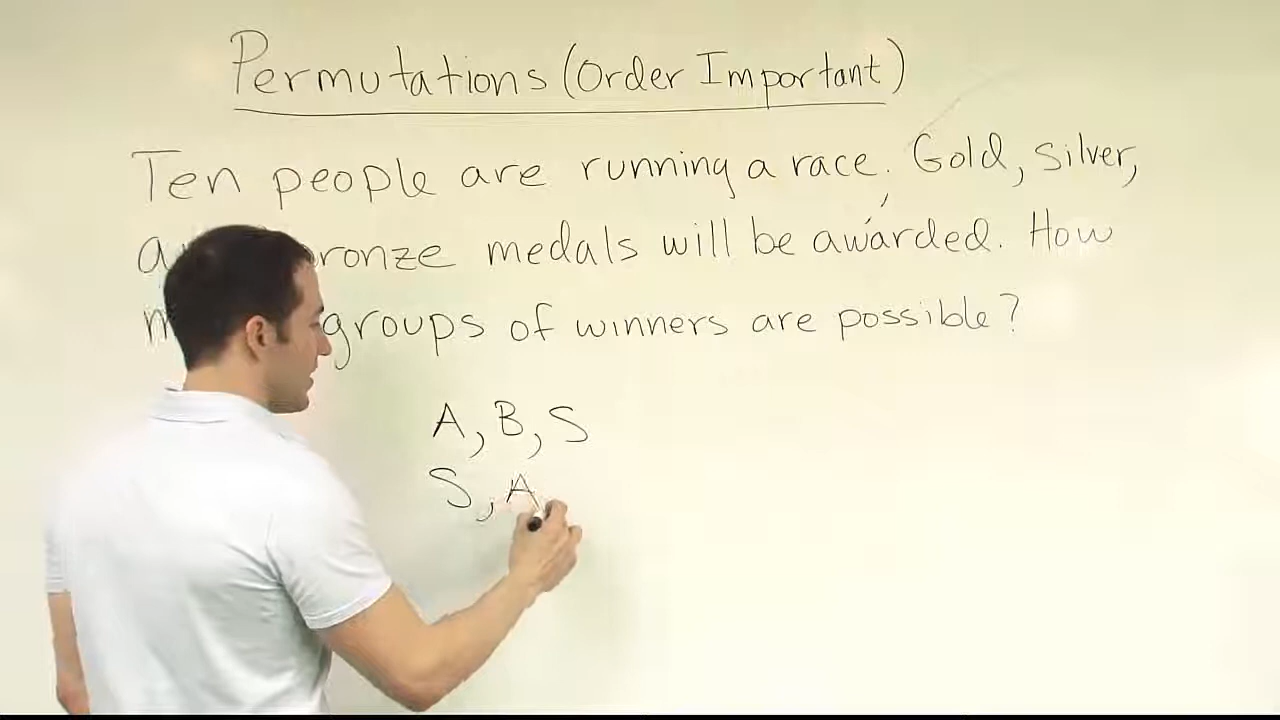 Permutations (Order Important)
Ten people are running a race. Gold, silver,
medals will be awarded. How
groups of winners are possible?
A, B, S
S, A